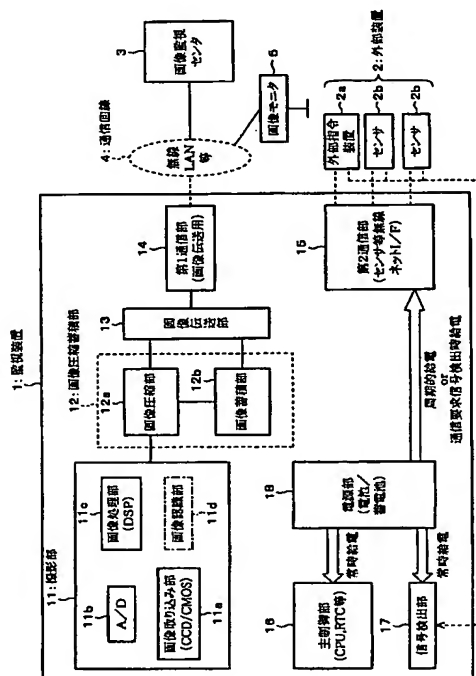 1:監視装置
12:画像圧縮蓄積部
11:撮影部
11c
画像処理部
(DSP)
画像認識部
11d
11b
A/D
画像取り込み部
(CCD/CMOS)
11a
12a
画像圧縮部
12b
画像蓄積部
13
画像伝送部
14
第1通信部
(画像伝送用)
4:通信回線
無線
LAN
等
3
画像監視
センタ
5
画像モニタ
2:外部装置
2a
外部指令
装置
2b
センサ
2b
センサ
15
第2通信部
(センサ等無線
ネットI/F)
周期的給電
or
通信要求信号検出時給電
18
電源部
(電池/
蓄電池)
常時給電
常時給電
16
主制御部
(CPU,RTC等)
17
信号検出部